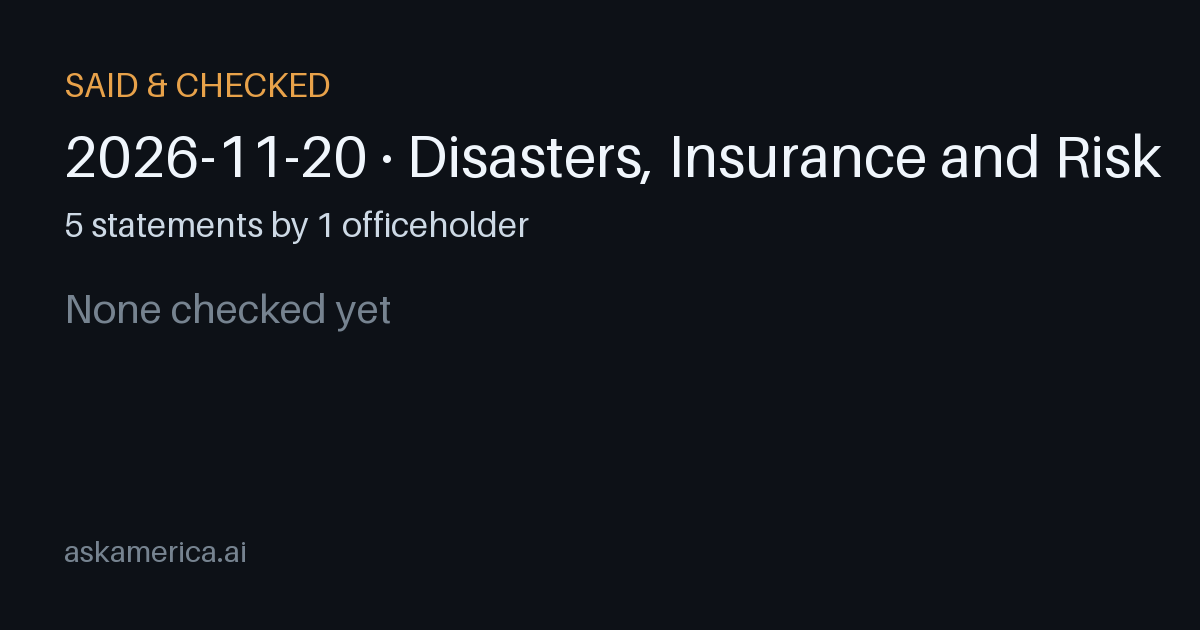 SAID & CHECKED
2026-11-20 · Disasters, Insurance and Risk
5 statements by 1 officeholder
None checked yet
askamerica.ai